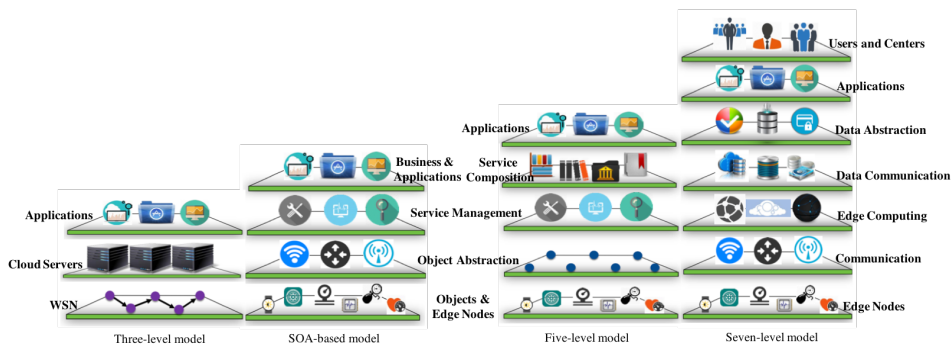 Users and Centers
Applications
Data Abstraction
Data Communication
Edge Computing
Communication
Edge Nodes
Applications
Service
Composition
Business &
Applications
Service Management
Object Abstraction
Objects &
Edge Nodes
Applications
Cloud Servers
WSN
Three-level model
SOA-based model
Five-level model
Seven-level model